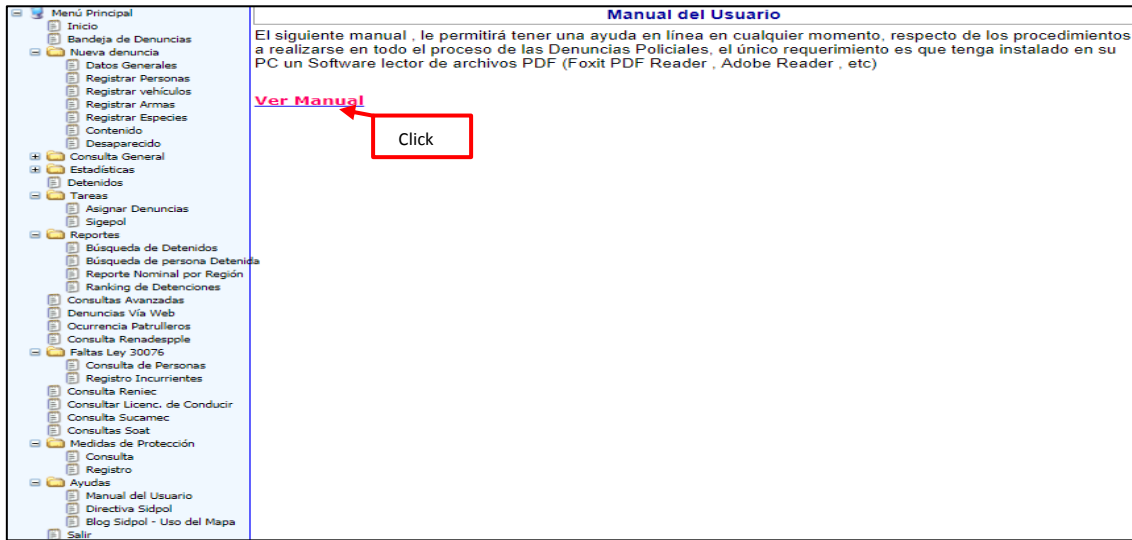 Menú Principal
Inicio
Bandeja de Denuncias
Nueva denuncia
Datos Generales
Registrar Personas
Registrar vehículos
Registrar Armas
Registrar Especies
Contenido
Desaparecido
Consulta General
Estadísticas
Detenidos
Tareas
Asignar Denuncias
Sigepol
Reportes
Búsqueda de Detenidos
Búsqueda de persona Detenida
Reporte Nominal por Región
Ranking de Detenciones
Consultas Avanzadas
Denuncias Vía Web
Ocurrencia Patrulleros
Consulta Renadespple
Faltas Ley 30076
Consulta de Personas
Registro Incurrientes
Consulta Reniec
Consultar Licenc. de Conducir
Consulta Sucamec
Consultas Soat
Medidas de Protección
Consulta
Registro
Ayudas
Manual del Usuario
Directiva Sidpol
Blog Sidpol - Uso del Mapa
Salir
Manual del Usuario
El siguiente manual , le permitirá tener una ayuda en línea en cualquier momento, respecto de los procedimientos
a realizarse en todo el proceso de las Denuncias Policiales, el único requerimiento es que tenga instalado en su
PC un Software lector de archivos PDF (Foxit PDF Reader , Adobe Reader , etc)
Ver Manual
Click